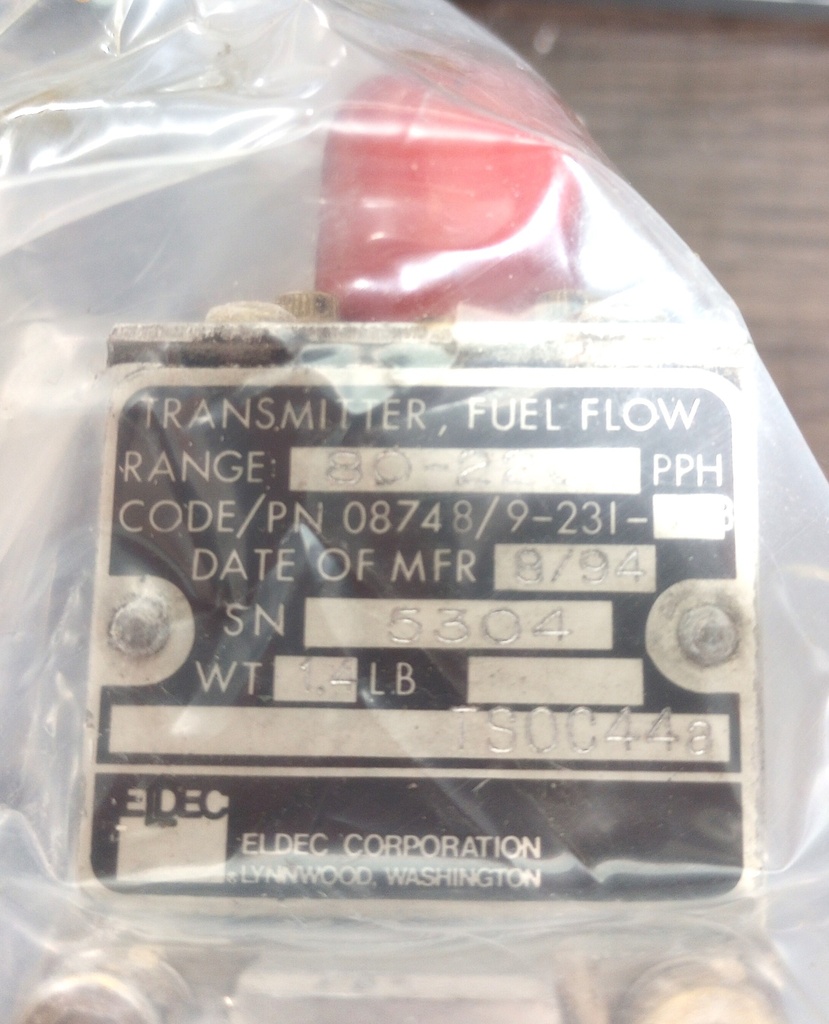 TRANSMITTER, FUEL FLOW
RANGE: PPH
CODE/PN 08748/9-231-
DATE OF MFR 8/94
SN 5304
WT 1.4 LB
TSOC44a
ELDEC
ELDEC CORPORATION
® LYNNWOOD, WASHINGTON